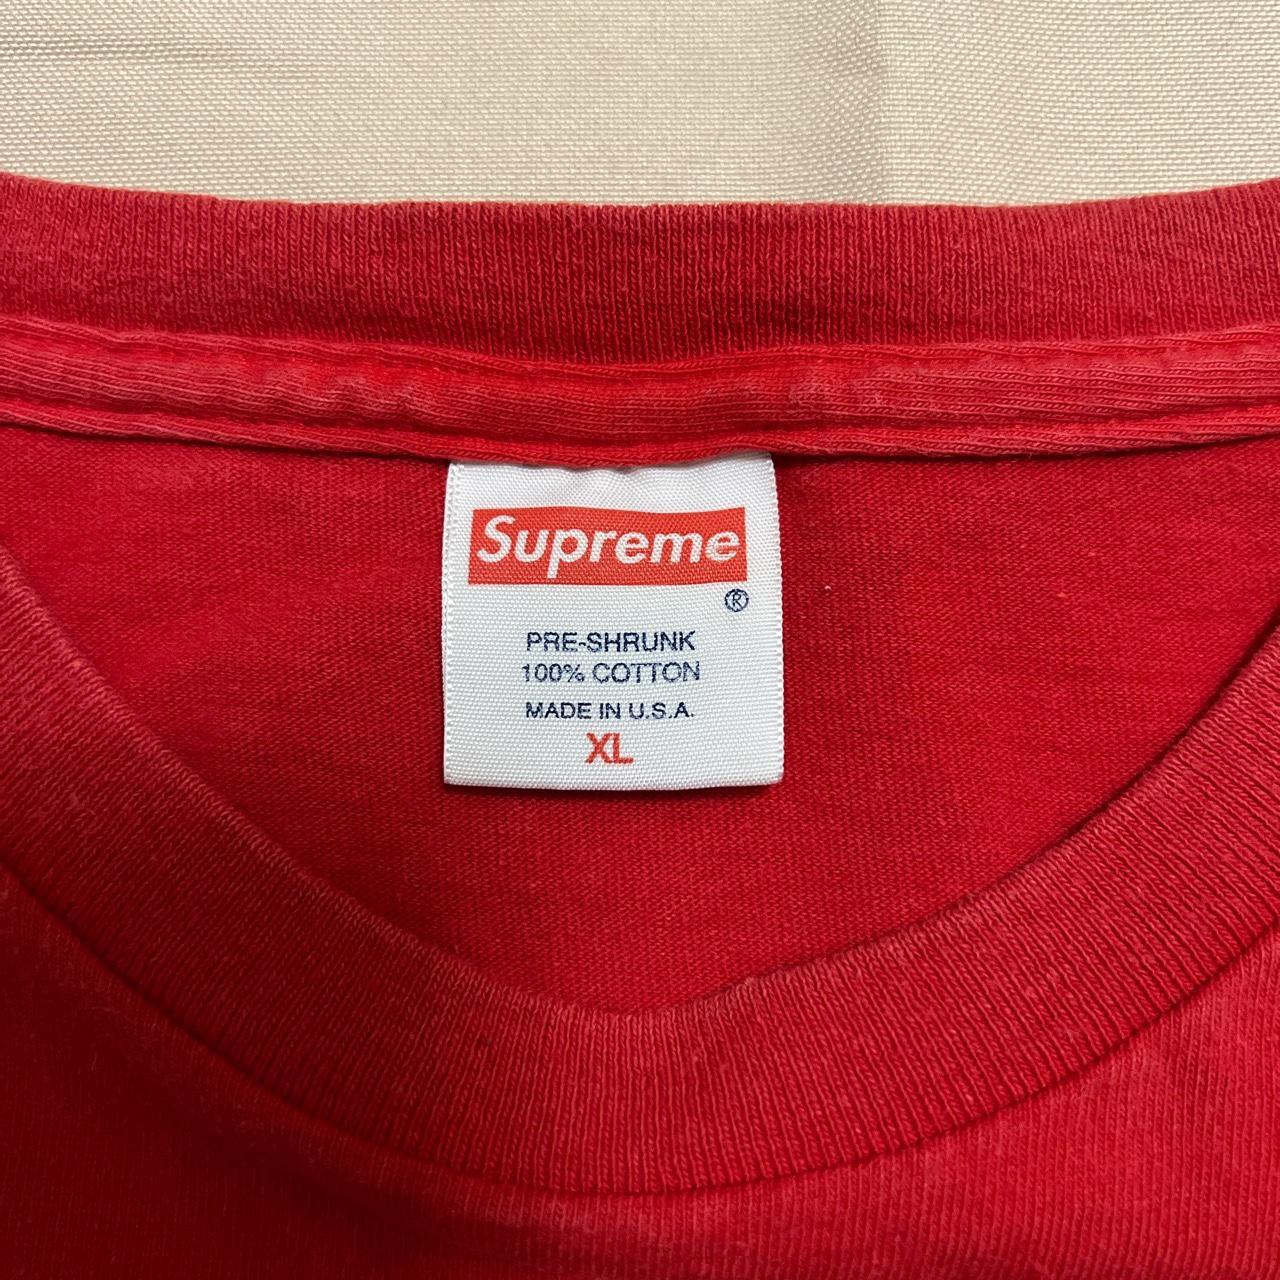 Supreme
®
PRE-SHRUNK
100% COTTON
MADE IN U.S.A.
XL